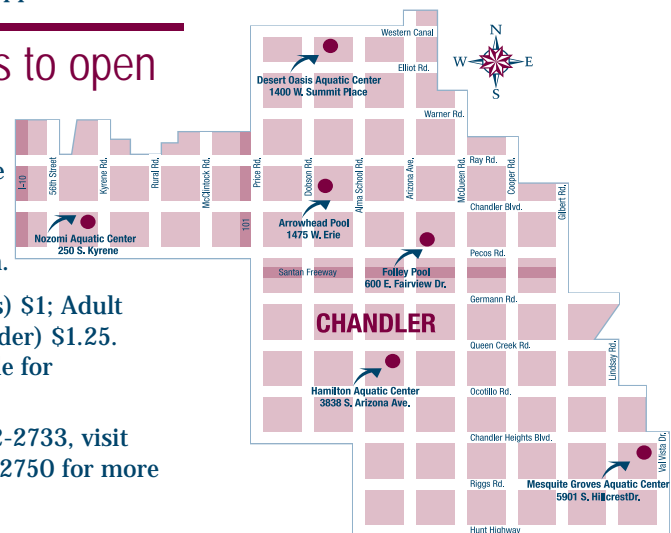 s to open
e
n.
s) $1; Adult
der) $1.25.
e for
2-2733, visit
2750 for more
N
W E
S
Western Canal
Desert Oasis Aquatic Center
1400 W. Summit Place
Elliot Rd.
Warner Rd.
I-10
56th Street
Kyrene Rd.
Rural Rd.
McClintock Rd.
101
Price Rd.
Dobson Rd.
Alma School Rd.
Arizona Ave.
McQueen Rd.
Ray Rd.
Cooper Rd.
Gilbert Rd.
Chandler Blvd.
Arrowhead Pool
1475 W. Erie
Nozomi Aquatic Center
250 S. Kyrene
Pecos Rd.
Santan Freeway
Folley Pool
600 E. Fairview Dr.
Germann Rd.
CHANDLER
Queen Creek Rd.
Lindsay Rd.
Hamilton Aquatic Center
3838 S. Arizona Ave.
Ocotillo Rd.
Chandler Heights Blvd.
Val Vista Dr.
Riggs Rd.
Mesquite Groves Aquatic Center
5901 S. HillcrestDr.
Hunt Highway